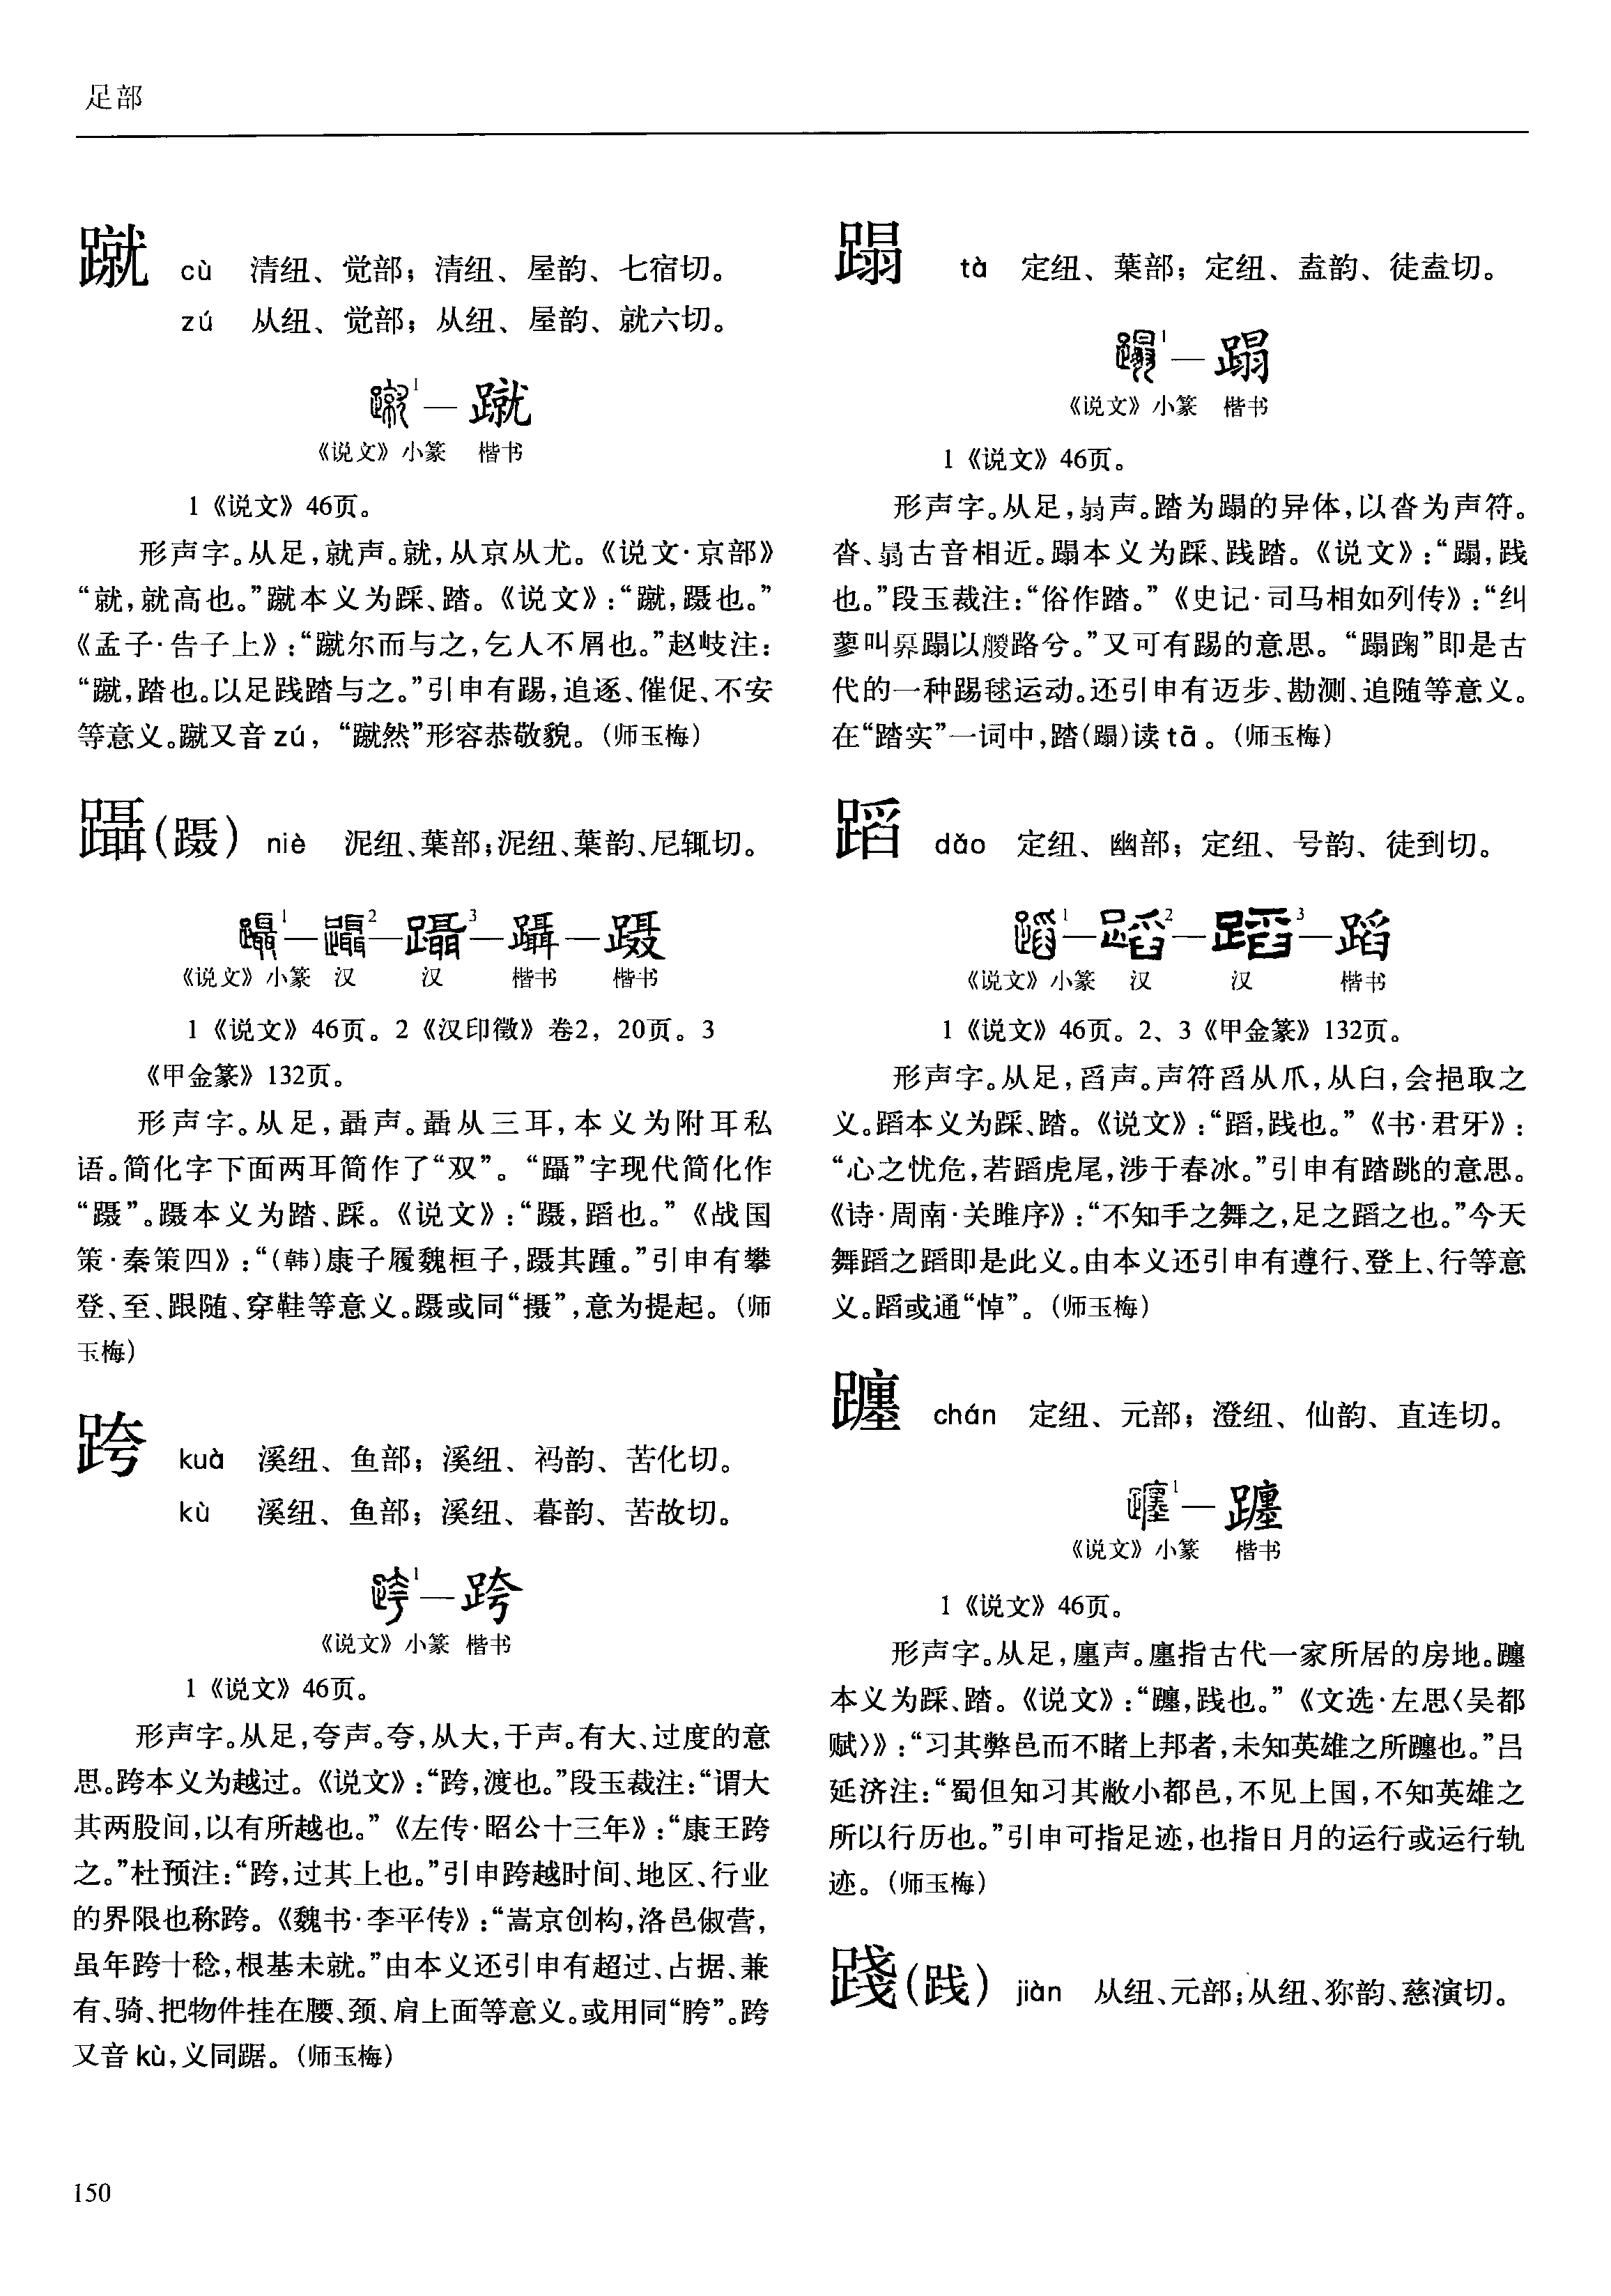 足部
蹴 cù 清纽、觉部；清纽、屋韵、七宿切。
zú 从纽、觉部；从纽、屋韵、就六切。
蹴1—蹴
《说文》小篆 楷书
1《说文》46页。
形声字。从足，就声。就，从京从尤。《说文·京部》
“就，就高也。”蹴本义为踩、踏。《说文》：“蹴，蹑也。”
《孟子·告子上》：“蹴尔而与之，乞人不屑也。”赵岐注：
“蹴，踏也。以足践踏与之。”引申有踢，追逐、催促、不安
等意义。蹴又音 zú，“蹴然”形容恭敬貌。（师玉梅）
躡（蹑） niè 泥纽、葉部；泥纽、葉韵、尼辄切。
躡1—躡2—躡3—躡—蹑
《说文》小篆 汉 汉 楷书 楷书
1《说文》46页。2《汉印徵》卷2，20页。3
《甲金篆》132页。
形声字。从足，聶声。聶从三耳，本义为附耳私
语。简化字下面两耳简作了“双”。“躡”字现代简化作
“蹑”。蹑本义为踏、踩。《说文》：“蹑，蹈也。”《战国
策·秦策四》：“（韩）康子履魏桓子，蹑其踵。”引申有攀
登、至、跟随、穿鞋等意义。蹑或同“摄”，意为提起。（师
玉梅）
跨 kuà 溪纽、鱼部；溪纽、祃韵、苦化切。
kù 溪纽、鱼部；溪纽、暮韵、苦故切。
跨1—跨
《说文》小篆 楷书
1《说文》46页。
形声字。从足，夸声。夸，从大，于声。有大、过度的意
思。跨本义为越过。《说文》：“跨，渡也。”段玉裁注：“谓大
其两股间，以有所越也。”《左传·昭公十三年》：“康王跨
之。”杜预注：“跨，过其上也。”引申跨越时间、地区、行业
的界限也称跨。《魏书·李平传》：“嵩京创构，洛邑俶营，
虽年跨十稔，根基未就。”由本义还引申有超过、占据、兼
有、骑、把物件挂在腰、颈、肩上面等意义。或用同“胯”。跨
又音 kù，义同踞。（师玉梅）
蹋 tà 定纽、葉部；定纽、盍韵、徒盍切。
蹋1—蹋
《说文》小篆 楷书
1《说文》46页。
形声字。从足，𦐇声。踏为蹋的异体，以沓为声符。
沓、𦐇古音相近。蹋本义为踩、践踏。《说文》：“蹋，践
也。”段玉裁注：“俗作踏。”《史记·司马相如列传》：“纠
蓼叫奡蹋以艐路兮。”又可有踢的意思。“蹋踘”即是古
代的一种踢毬运动。还引申有迈步、勘测、追随等意义。
在“踏实”一词中，踏（蹋）读 tā。（师玉梅）
蹈 dǎo 定纽、幽部；定纽、号韵、徒到切。
蹈1—蹈2—蹈3—蹈
《说文》小篆 汉 汉 楷书
1《说文》46页。2、3《甲金篆》132页。
形声字。从足，舀声。声符舀从爪，从臼，会挹取之
义。蹈本义为踩、踏。《说文》：“蹈，践也。”《书·君牙》：
“心之忧危，若蹈虎尾，涉于春冰。”引申有踏跳的意思。
《诗·周南·关雎序》：“不知手之舞之，足之蹈之也。”今天
舞蹈之蹈即是此义。由本义还引申有遵行、登上、行等意
义。蹈或通“悼”。（师玉梅）
躔 chán 定纽、元部；澄纽、仙韵、直连切。
躔1—躔
《说文》小篆 楷书
1《说文》46页。
形声字。从足，廛声。廛指古代一家所居的房地。躔
本义为踩、踏。《说文》：“躔，践也。”《文选·左思〈吴都
赋〉》：“习其弊邑而不睹上邦者，未知英雄之所躔也。”吕
延济注：“蜀但知习其敝小都邑，不见上国，不知英雄之
所以行历也。”引申可指足迹，也指日月的运行或运行轨
迹。（师玉梅）
踐（践） jiàn 从纽、元部；从纽、狝韵、慈演切。
150